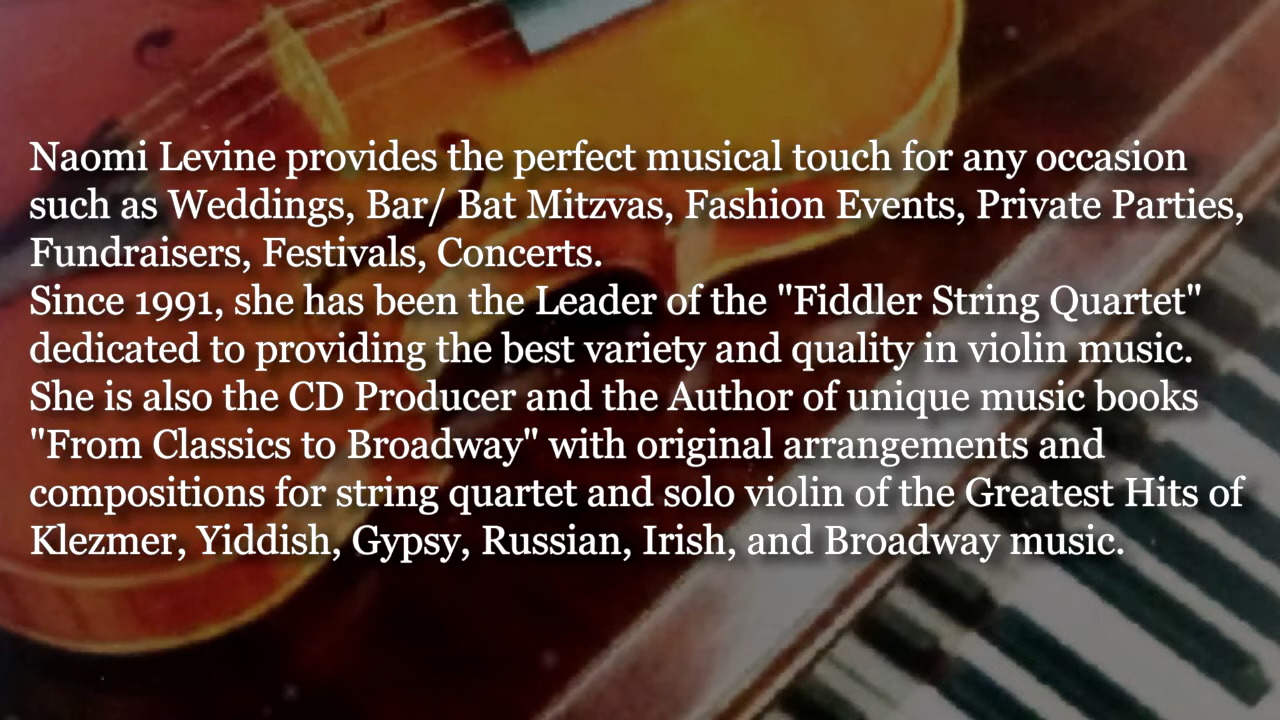 Naomi Levine provides the perfect musical touch for any occasion
such as Weddings, Bar/ Bat Mitzvas, Fashion Events, Private Parties,
Fundraisers, Festivals, Concerts.
Since 1991, she has been the Leader of the "Fiddler String Quartet"
dedicated to providing the best variety and quality in violin music.
She is also the CD Producer and the Author of unique music books
"From Classics to Broadway" with original arrangements and
compositions for string quartet and solo violin of the Greatest Hits of
Klezmer, Yiddish, Gypsy, Russian, Irish, and Broadway music.